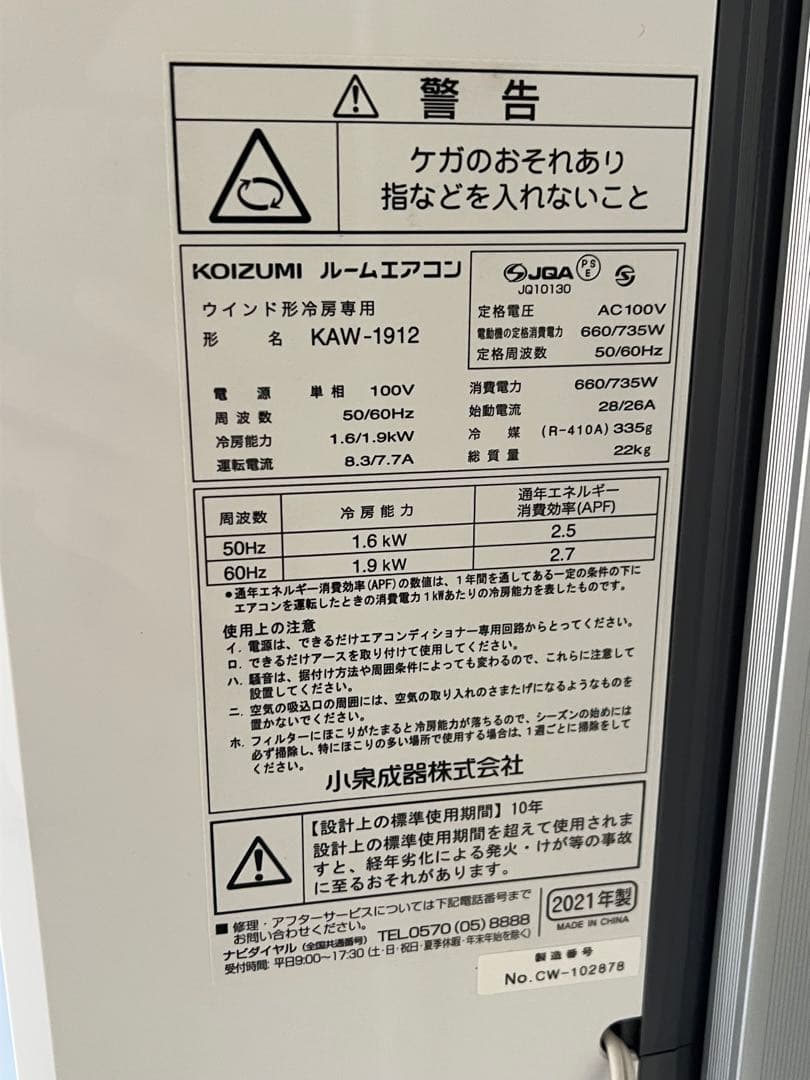 警告
ケガのおそれあり
指などを入れないこと
KOIZUMI ルームエアコン
ウインド形冷房専用
形名 KAW-1912
JQA PSE S
JQ10130
定格電圧 AC100V
電動機の定格消費電力 660/735W
定格周波数 50/60Hz
電源 単相 100V
周波数 50/60Hz
冷房能力 1.6/1.9kW
運転電流 8.3/7.7A
消費電力 660/735W
始動電流 28/26A
冷媒 (R-410A) 335g
総質量 22kg
周波数 冷房能力 通年エネルギー
消費効率(APF)
50Hz 1.6 kW 2.5
60Hz 1.9 kW 2.7
●通年エネルギー消費効率(APF)の数値は、1年間を通してある一定の条件の下に
エアコンを運転したときの消費電力1kWあたりの冷房能力を表したものです。
使用上の注意
イ. 電源は、できるだけエアコンディショナー専用回路からとってください。
ロ. できるだけアースを取り付けて使用してください。
ハ. 騒音は、据付け方法や周囲条件によっても変わるので、これらに注意して
設置してください。
ニ. 空気の吸込口の周囲には、空気の取り入れのさまたげになるようなものを
置かないでください。
ホ. フィルターにほこりがたまると冷房能力が落ちるので、シーズンの始めには
必ず掃除し、特にほこりの多い場所で使用する場合は、1週ごとに掃除をして
ください。
小泉成器株式会社
【設計上の標準使用期間】10年
設計上の標準使用期間を超えて使用されま
すと、経年劣化による発火・けが等の事故
に至るおそれがあります。
■修理・アフターサービスについては下記電話番号まで
お問い合わせください。
ナビダイヤル(全国共通番号) TEL0570(05)8888
受付時間:平日9:00~17:30(土・日・祝日・夏季休暇・年末年始を除く)
2021年製
MADE IN CHINA
製造番号
No.CW-102878